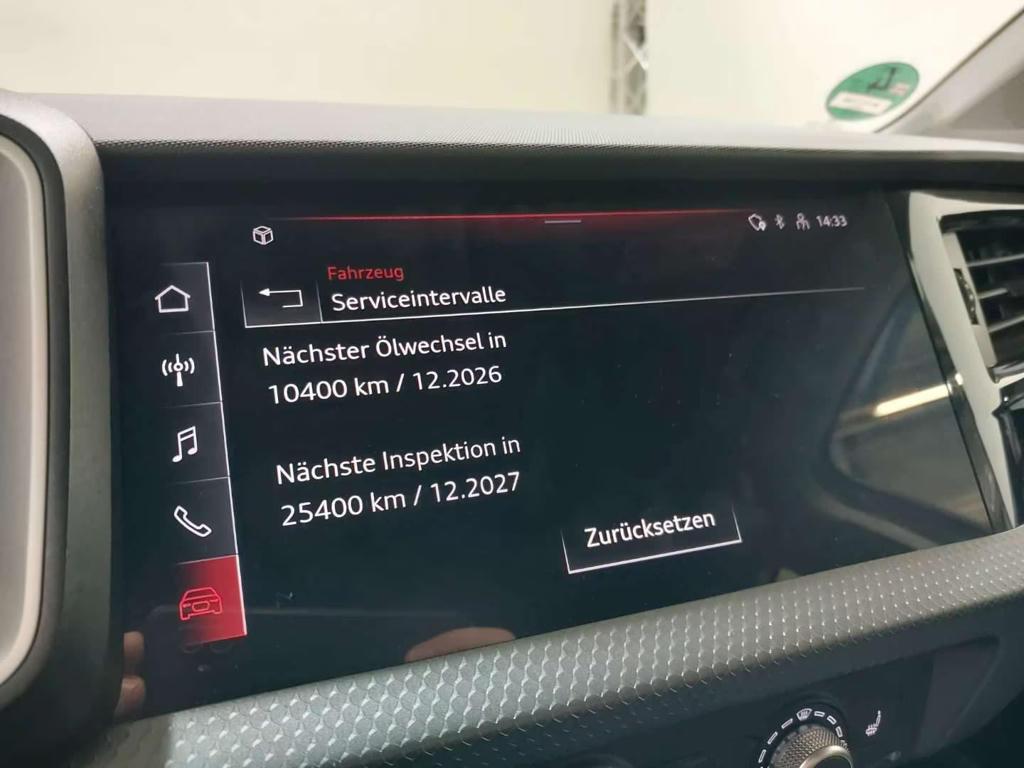 14:33
Fahrzeug
Serviceintervalle
Nächster Ölwechsel in
10400 km / 12.2026
Nächste Inspektion in
25400 km / 12.2027
Zurücksetzen